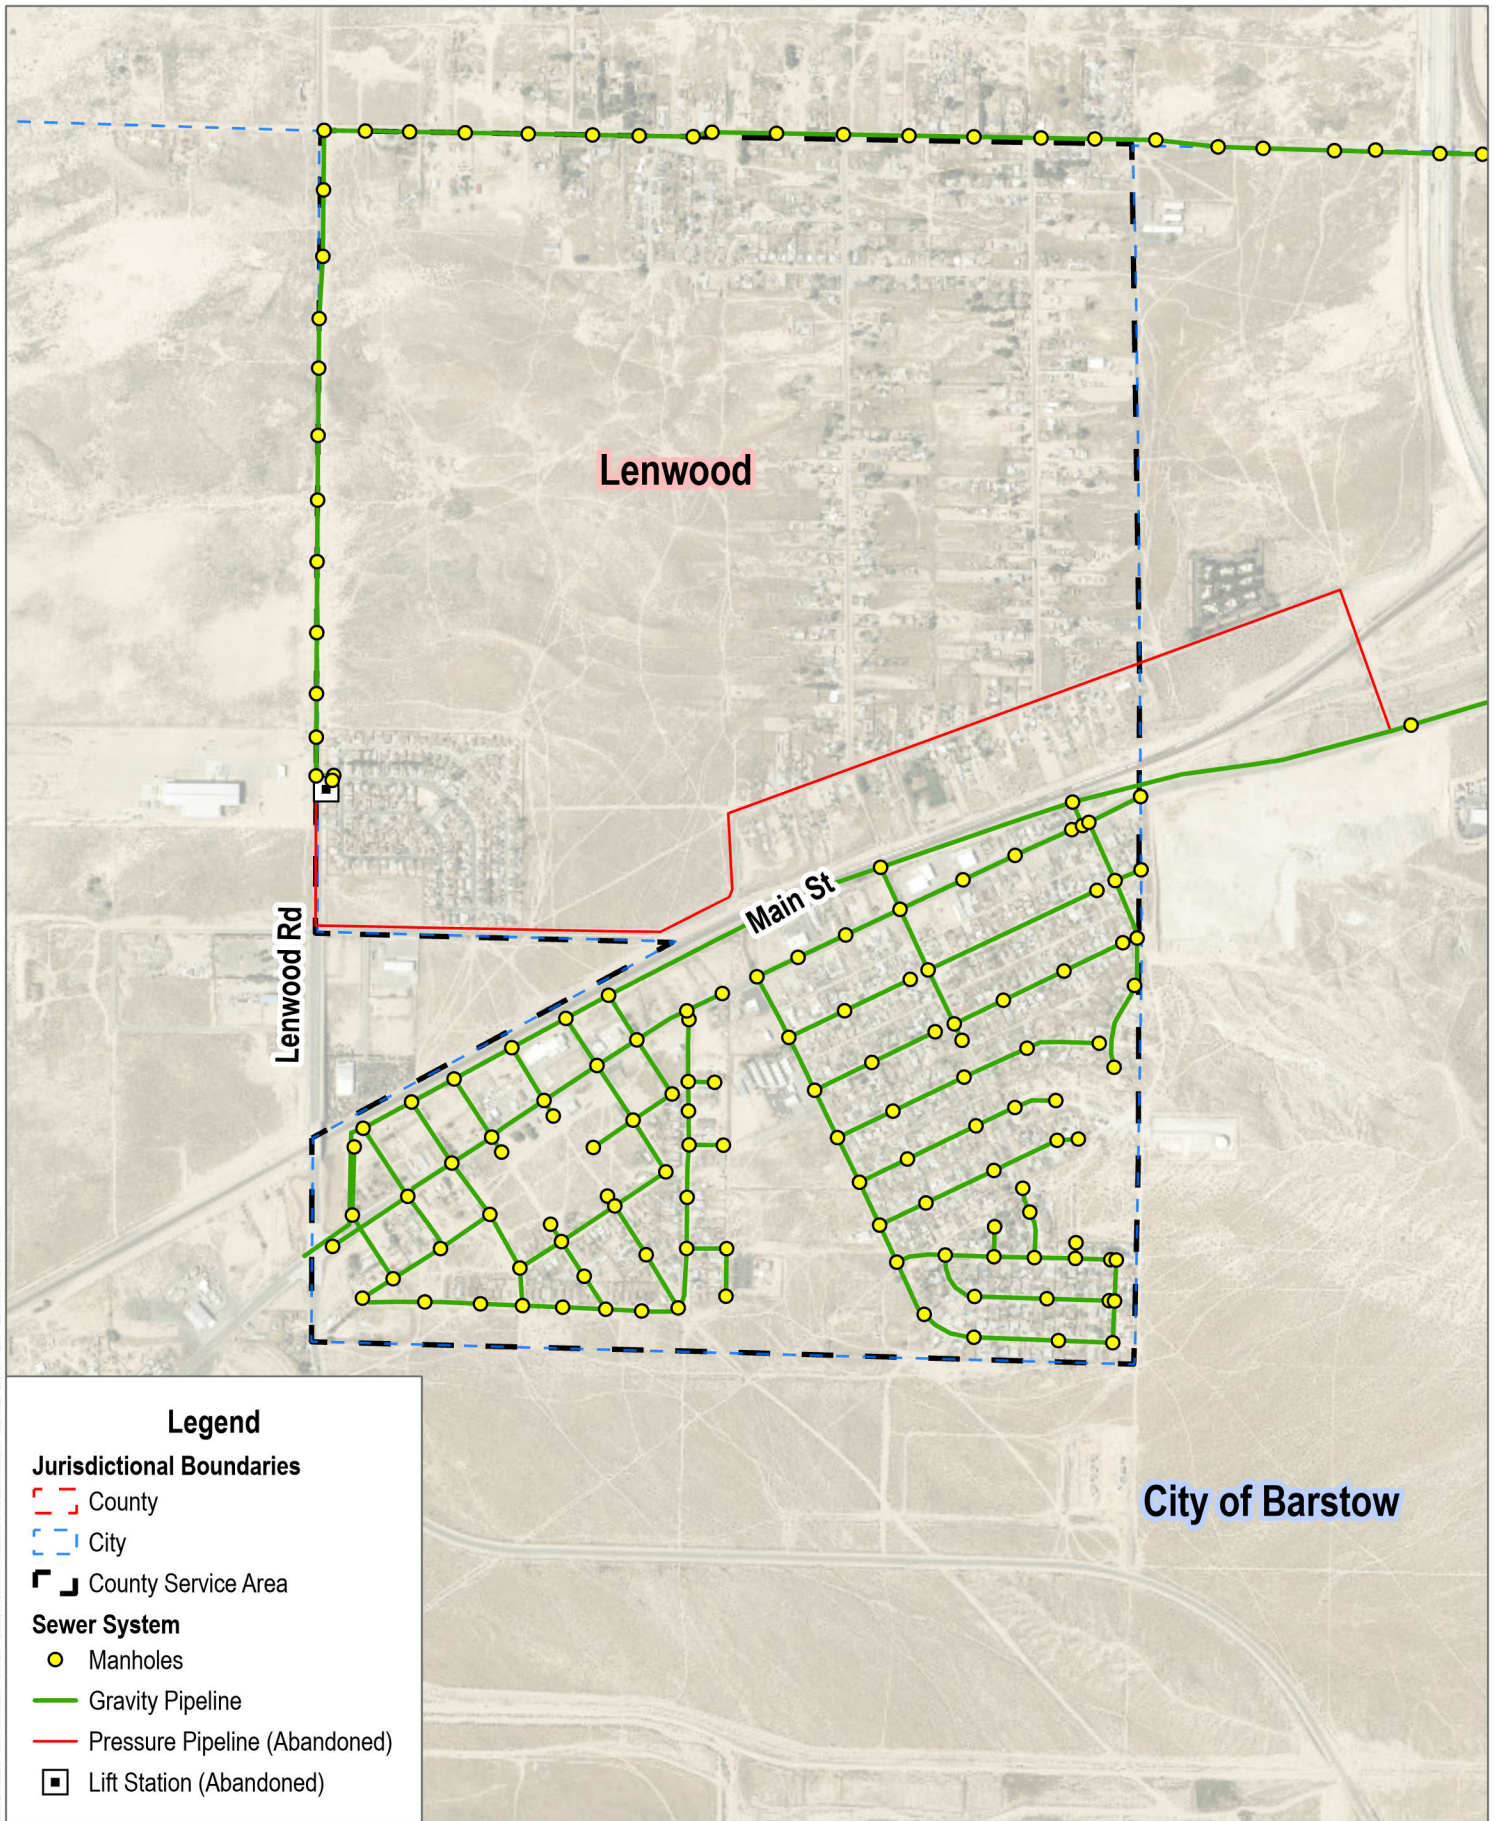 Lenwood
Main St
Lenwood Rd
City of Barstow
Legend
Jurisdictional Boundaries
County
City
County Service Area
Sewer System
Manholes
Gravity Pipeline
Pressure Pipeline (Abandoned)
Lift Station (Abandoned)